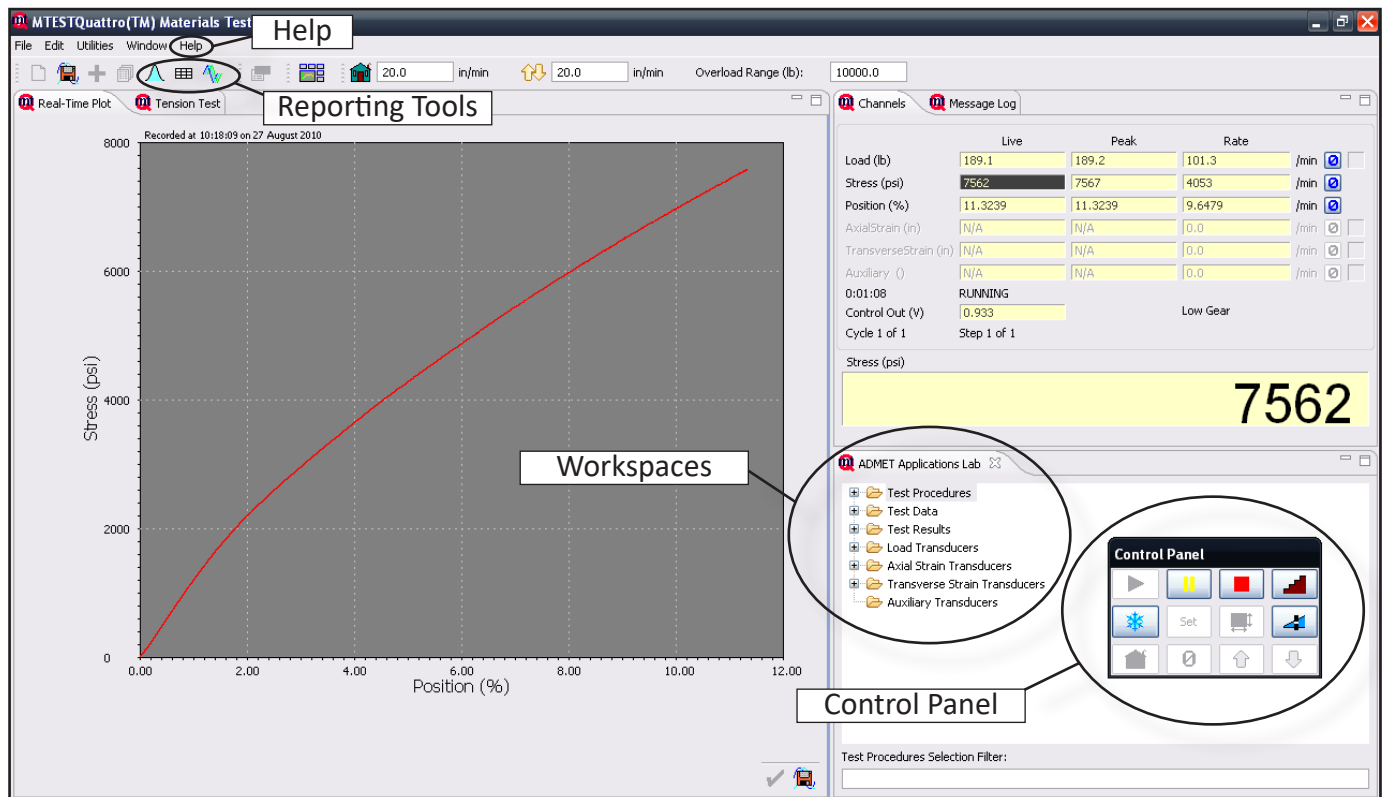 MTESTQuattro(TM) Materials Test
Help
File Edit Utilities Window Help
20.0 in/min 20.0 in/min Overload Range (lb): 10000.0
Reporting Tools
Real-Time Plot Tension Test
Recorded at 10:18:09 on 27 August 2010
8000
6000
4000
2000
0
Stress (psi)
0.00 2.00 4.00 6.00 8.00 10.00 12.00
Position (%)
Channels Message Log
Live Peak Rate
Load (lb) 189.1 189.2 101.3 /min
Stress (psi) 7562 7567 4053 /min
Position (%) 11.3239 11.3239 9.6479 /min
AxialStrain (in) N/A N/A 0.0 /min
TransverseStrain (in) N/A N/A 0.0 /min
Auxiliary () N/A N/A 0.0 /min
0:01:08 RUNNING
Control Out (V) 0.933 Low Gear
Cycle 1 of 1 Step 1 of 1
Stress (psi)
7562
Workspaces
ADMET Applications Lab
Test Procedures
Test Data
Test Results
Load Transducers
Axial Strain Transducers
Transverse Strain Transducers
Auxiliary Transducers
Control Panel
Set
0
Control Panel
Test Procedures Selection Filter: